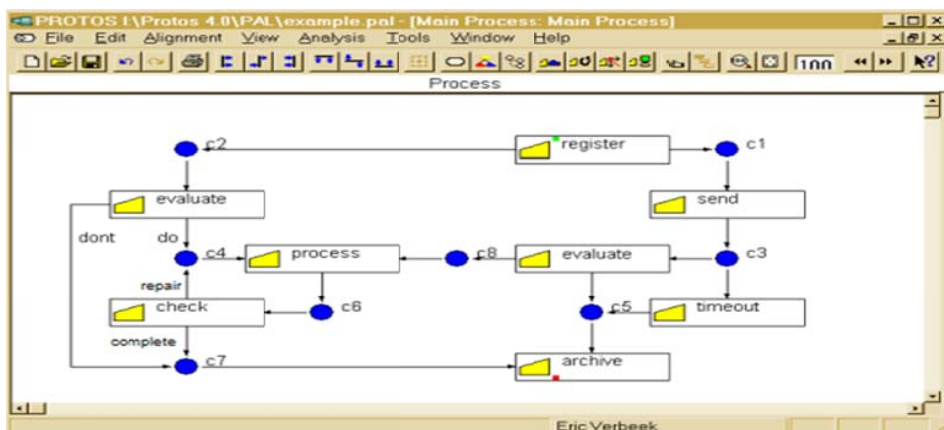 PROTOS I:\Protos 4.0\PAL\example.pal - [Main Process: Main Process]
File Edit Alignment View Analysis Tools Window Help
100
Process
c2 register c1
evaluate send
dont do
c4 process c8 evaluate c3
repair
check c6 c5 timeout
complete
c7 archive
Eric Verbeek